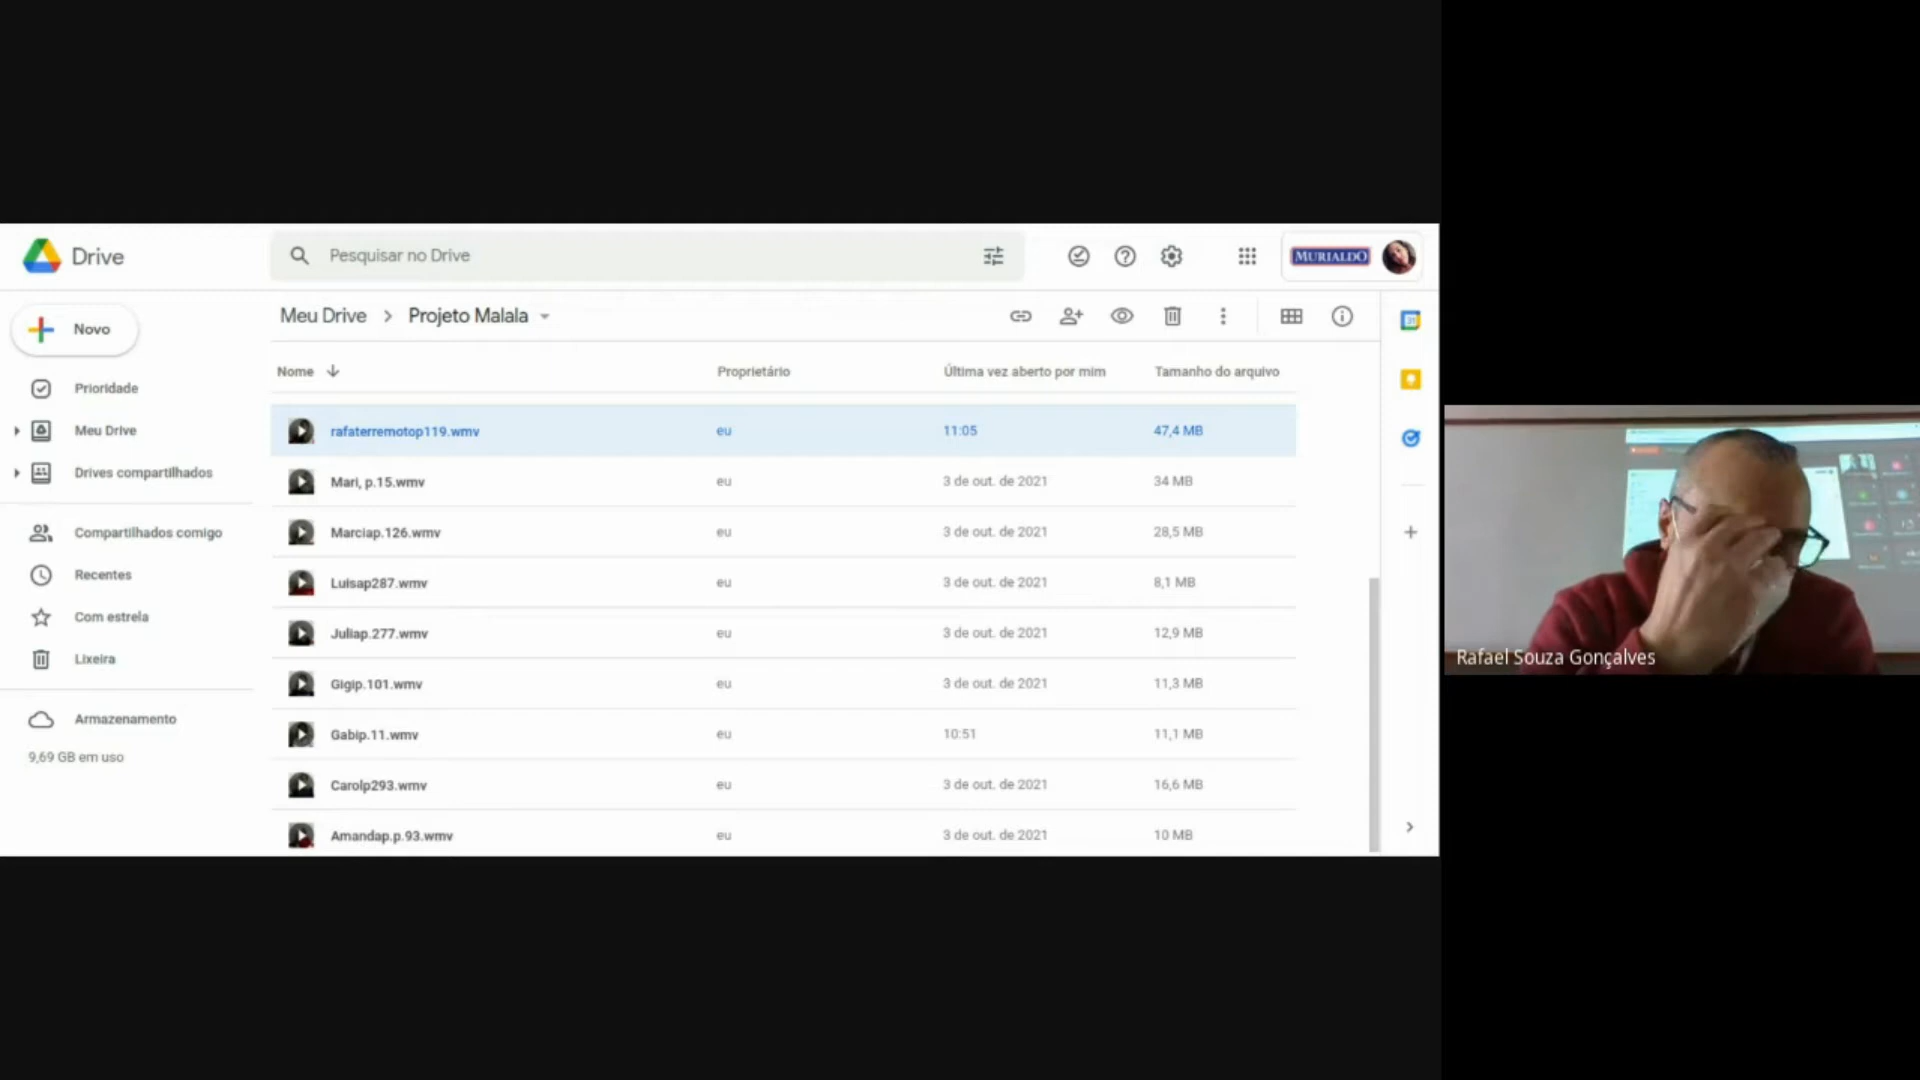 Drive
Pesquisar no Drive
MURIALDO
Novo
Meu Drive
Projeto Malala
Nome
Proprietário
Última vez aberto por mim
Tamanho do arquivo
Prioridade
Meu Drive
Drives compartilhados
Compartilhados comigo
Recentes
Com estrela
Lixeira
Armazenamento
9,69 GB em uso
rafaterremotop119.wmv eu 11:05 47,4 MB
Mari, p.15.wmv eu 3 de out. de 2021 34 MB
Marciap.126.wmv eu 3 de out. de 2021 28,5 MB
Luisap287.wmv eu 3 de out. de 2021 8,1 MB
Juliap.277.wmv eu 3 de out. de 2021 12,9 MB
Gigip.101.wmv eu 3 de out. de 2021 11,3 MB
Gabip.11.wmv eu 10:51 11,1 MB
Carolp293.wmv eu 3 de out. de 2021 16,6 MB
Amandap.p.93.wmv eu 3 de out. de 2021 10 MB
Rafael Souza Gonçalves